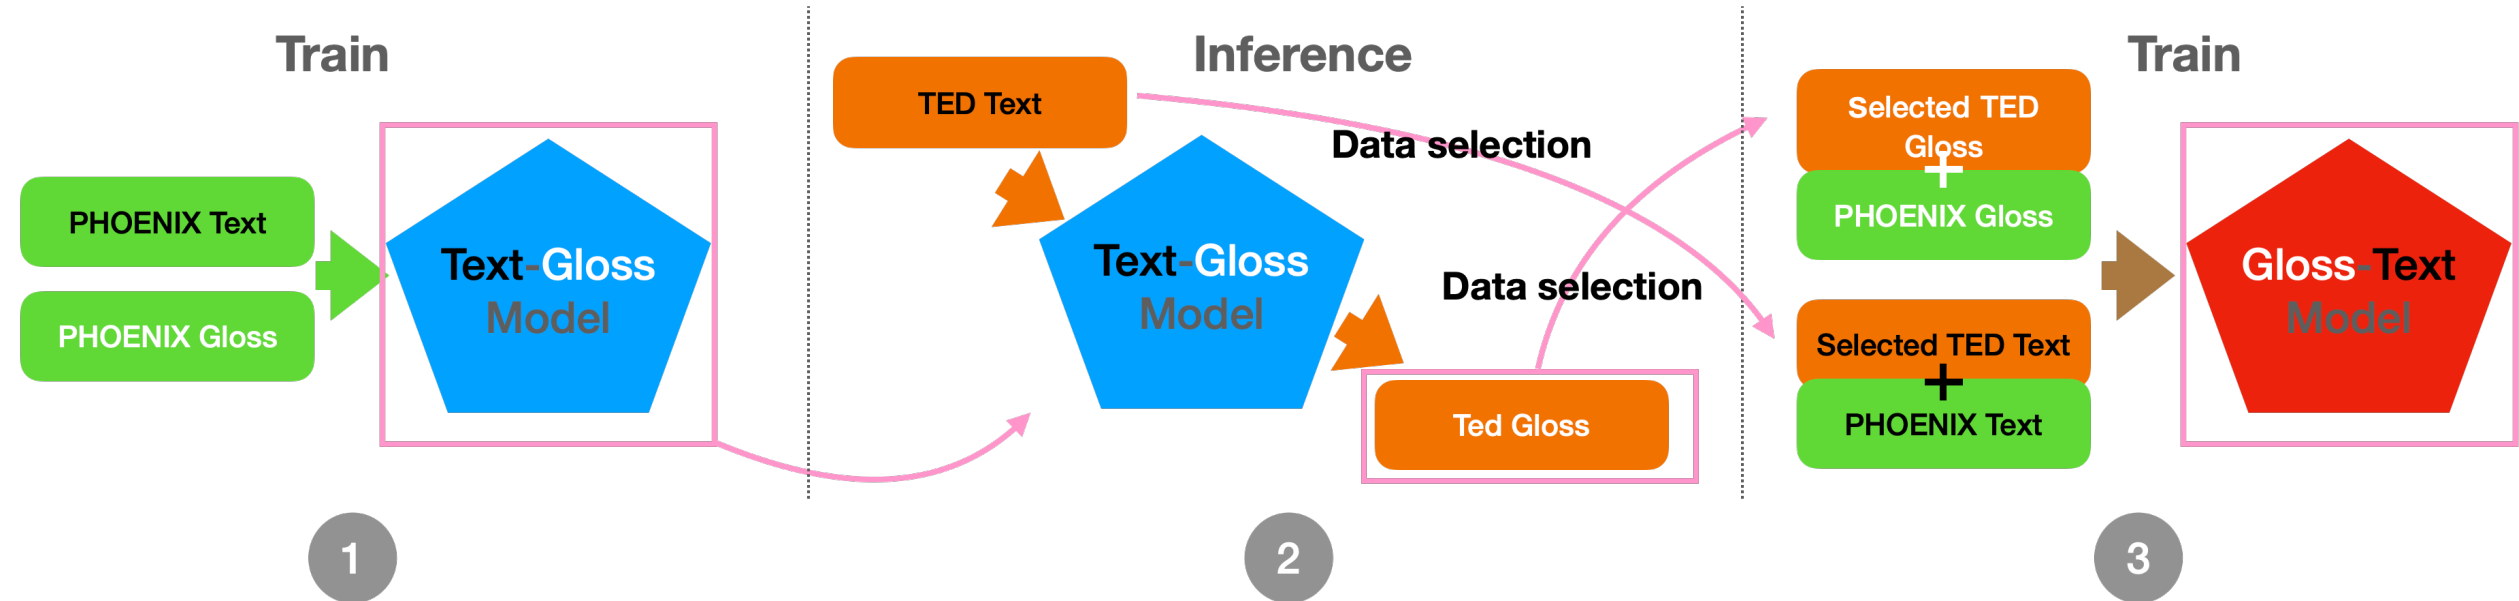 Train
PHOENIX Text
PHOENIX Gloss
Text-Gloss
Model
1
Inference
TED Text
Data selection
Text-Gloss
Model
Data selection
Ted Gloss
2
Train
Selected TED
Gloss
+
PHOENIX Gloss
Selected TED Text
+
PHOENIX Text
Gloss-Text
Model
3